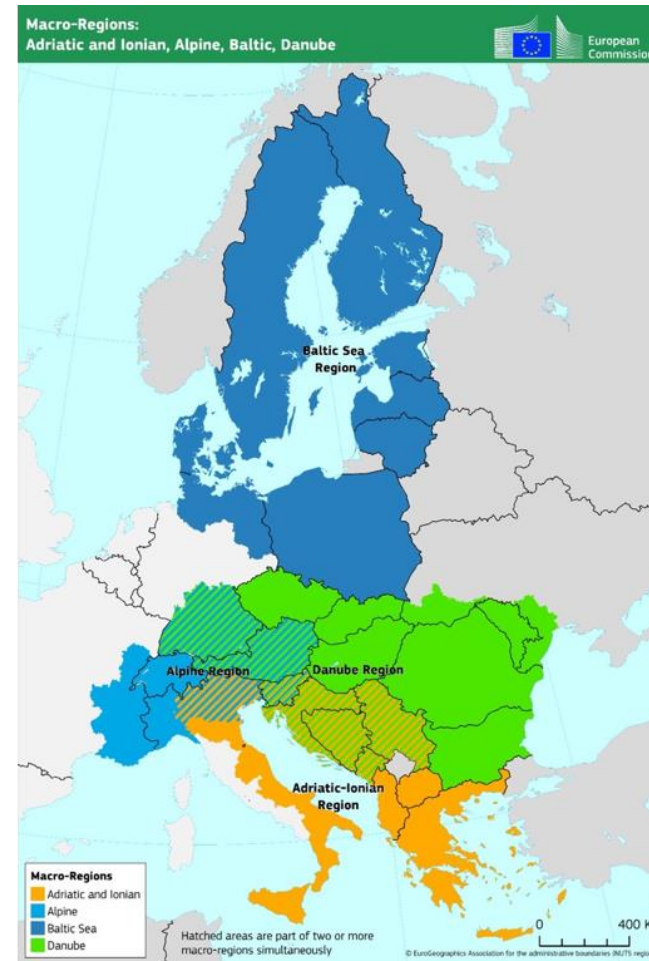 Macro-Regions:
Adriatic and Ionian, Alpine, Baltic, Danube
European
Commission
Baltic Sea
Region
Alpine Region
Danube Region
Adriatic-Ionian
Region
Macro-Regions
Adriatic and Ionian
Alpine
Baltic Sea
Danube
Hatched areas are part of two or more
macro-regions simultaneously
0 400 K
© EuroGeographics Association for the administrative boundaries (NUTS regio